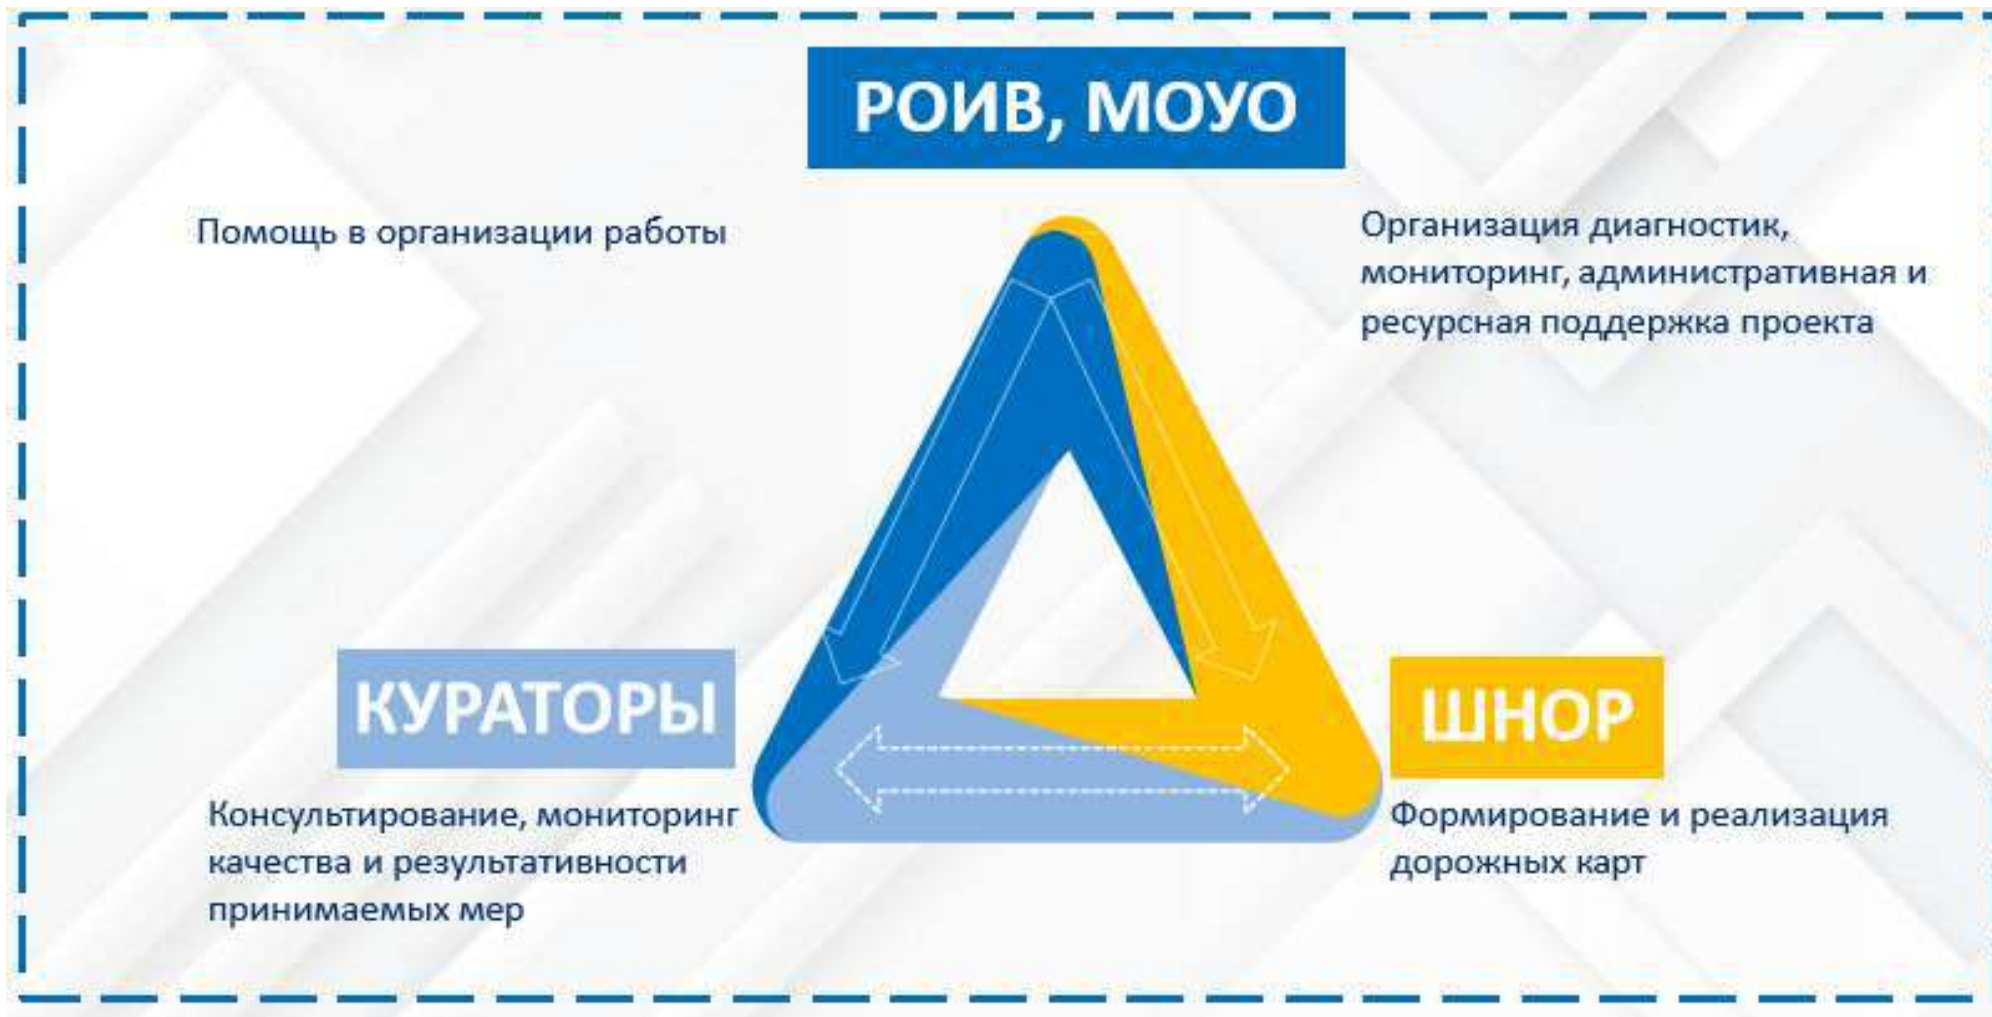 РОИВ, МОУО
Помощь в организации работы
Организация диагностик,
мониторинг, административная и
ресурсная поддержка проекта
КУРАТОРЫ
Консультирование, мониторинг
качества и результативности
принимаемых мер
ШНОР
Формирование и реализация
дорожных карт